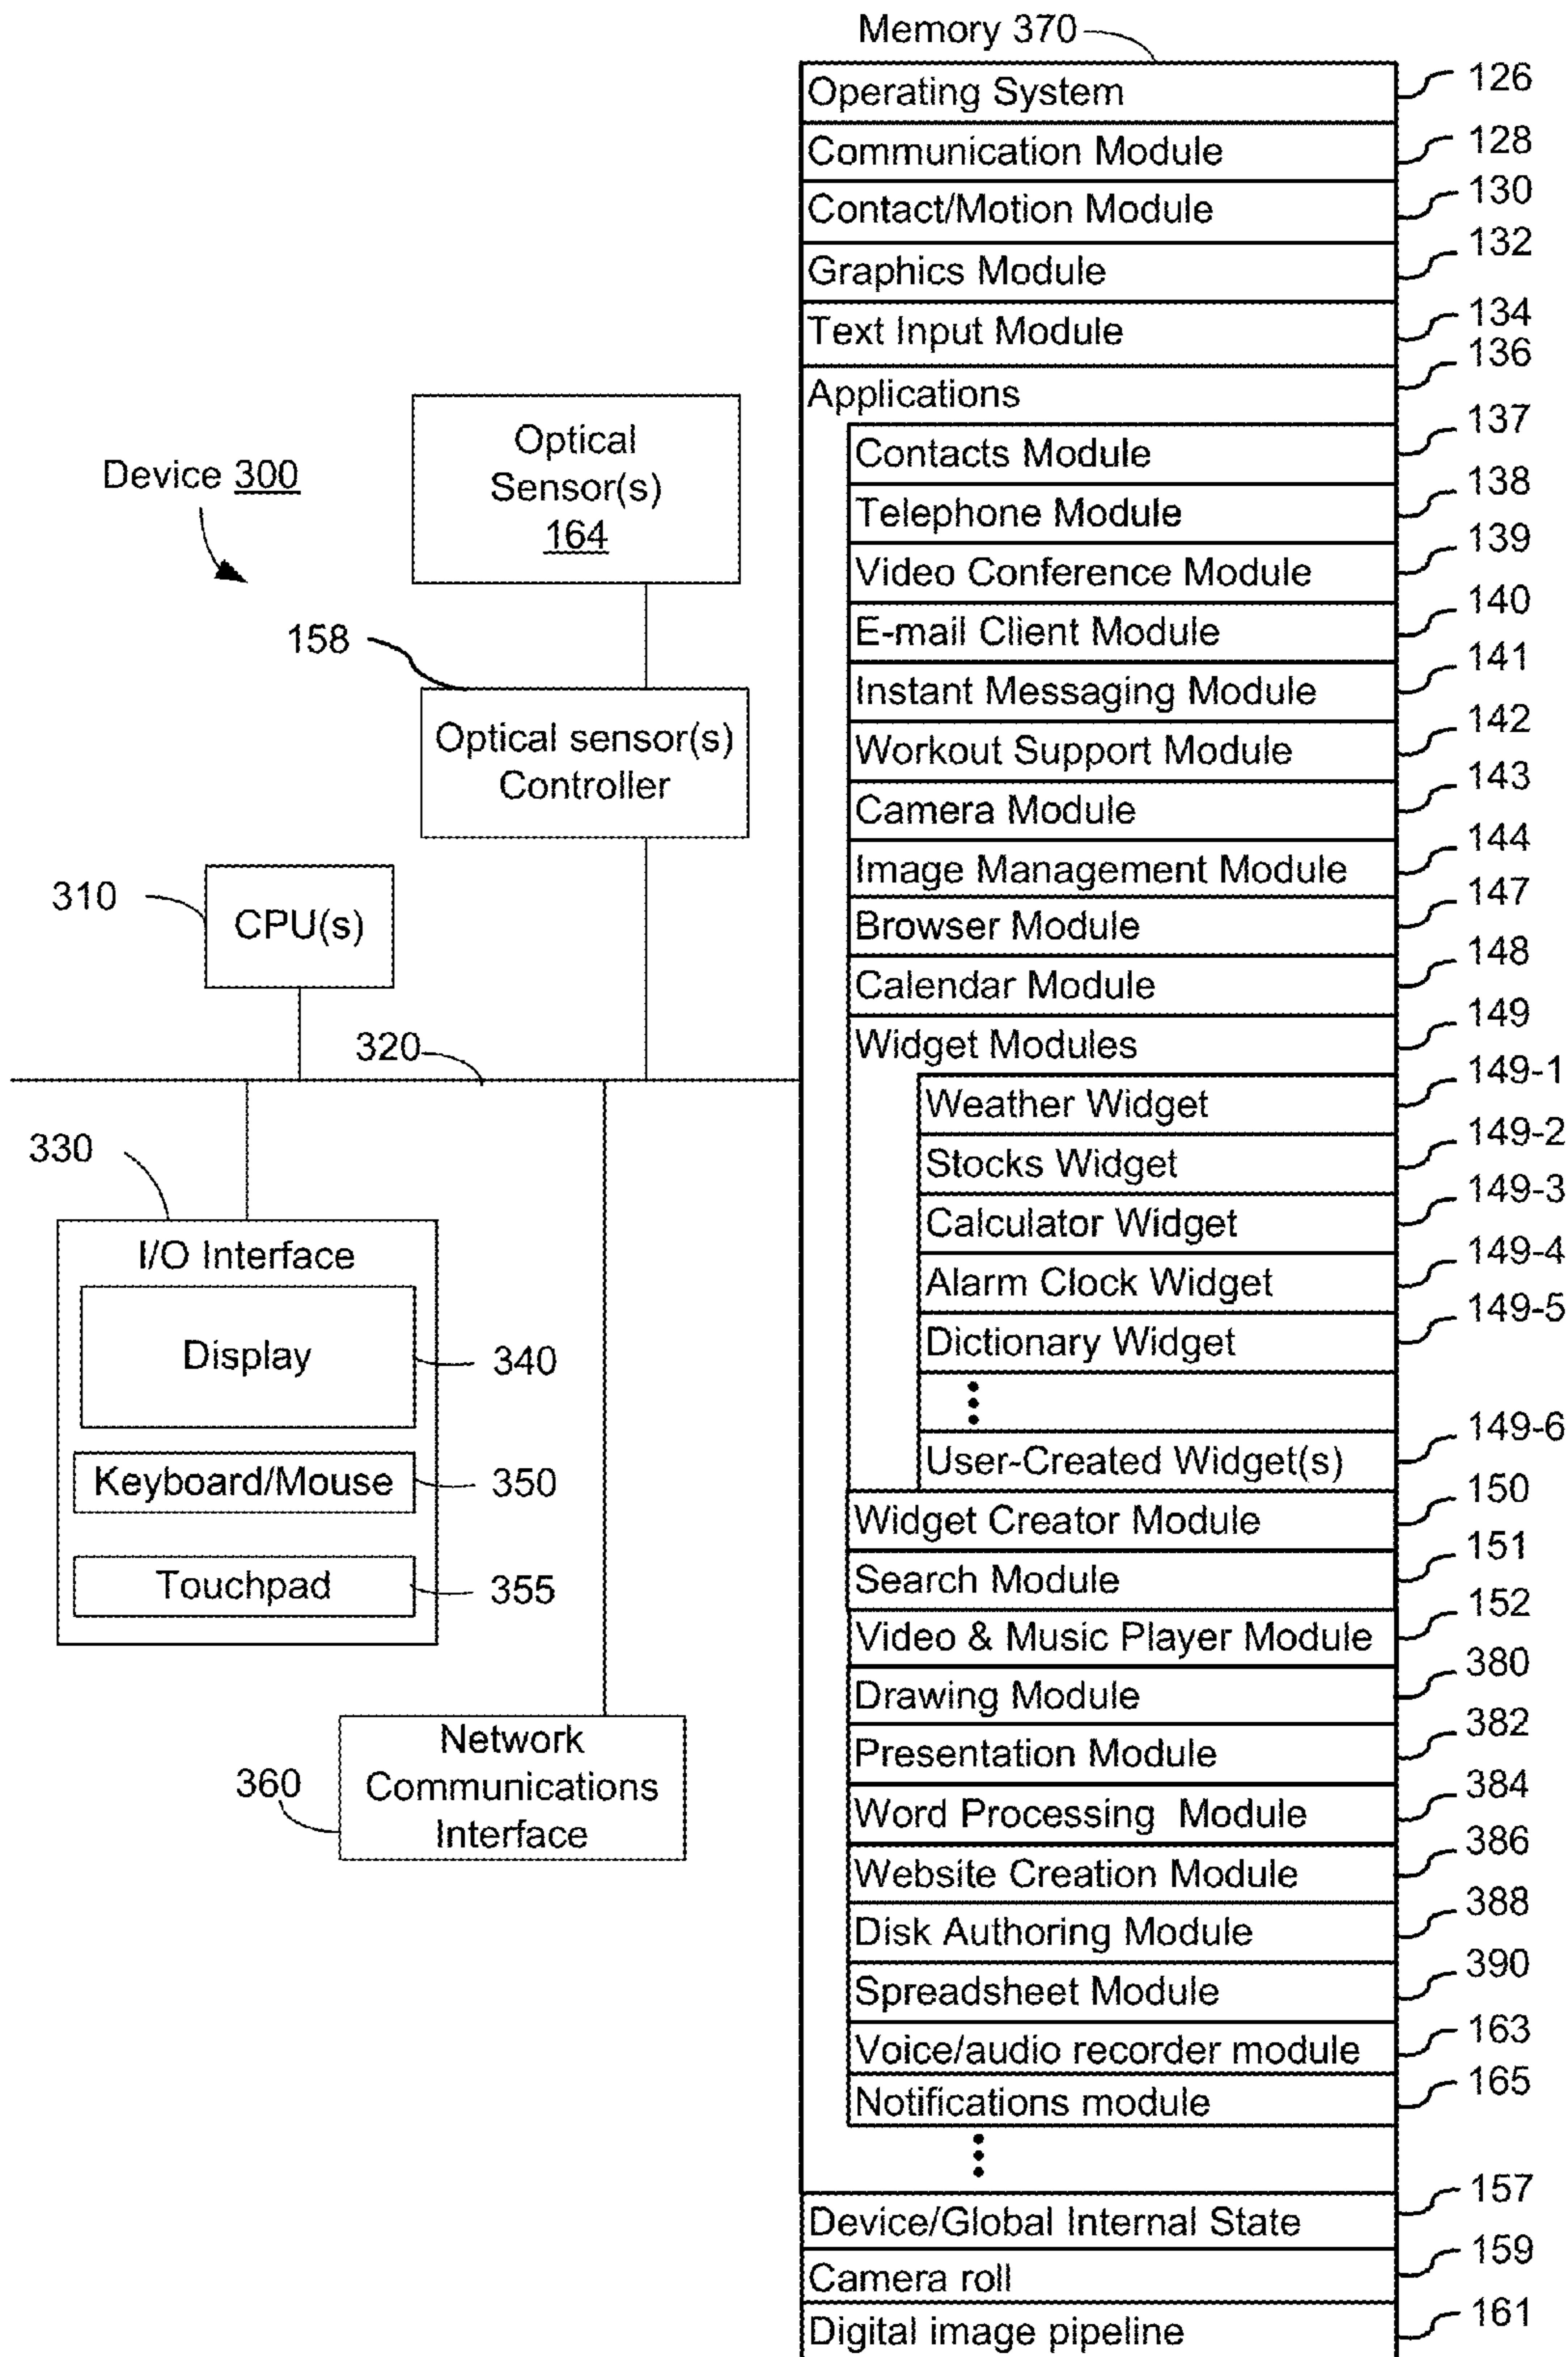 Memory 370
Operating System 126
Communication Module 128
Contact/Motion Module 130
Graphics Module 132
Text Input Module 134
Applications 136
Contacts Module 137
Telephone Module 138
Video Conference Module 139
E-mail Client Module 140
Instant Messaging Module 141
Workout Support Module 142
Camera Module 143
Image Management Module 144
Browser Module 147
Calendar Module 148
Widget Modules 149
Weather Widget 149-1
Stocks Widget 149-2
Calculator Widget 149-3
Alarm Clock Widget 149-4
Dictionary Widget 149-5
User-Created Widget(s) 149-6
Widget Creator Module 150
Search Module 151
Video & Music Player Module 152
Drawing Module 380
Presentation Module 382
Word Processing Module 384
Website Creation Module 386
Disk Authoring Module 388
Spreadsheet Module 390
Voice/audio recorder module 163
Notifications module 165
Device/Global Internal State 157
Camera roll 159
Digital image pipeline 161
Device 300
Optical
Sensor(s)
164
158
Optical sensor(s)
Controller
310
CPU(s)
320
330
I/O Interface
Display 340
Keyboard/Mouse 350
Touchpad 355
360
Network
Communications
Interface